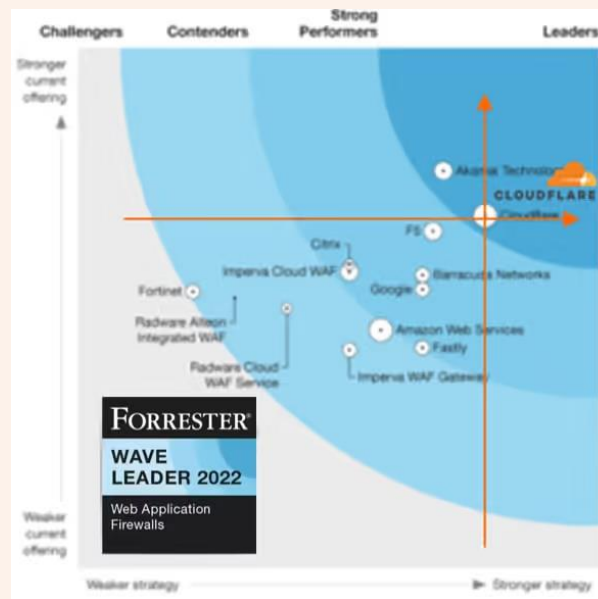 Challengers
Contenders
Strong
Performers
Leaders
Stronger
current
offering
Akamai Technolo
CLOUDFLARE
Cloudflare
F5
Citrix
Imperva Cloud WAF
Barracuda Networks
Google
Fortinet
Radware Alteon
Integrated WAF
Amazon Web Services
Fastly
Radware Cloud
WAF Service
Imperva WAF Gateway
FORRESTER®
WAVE
LEADER 2022
Web Application
Firewalls
Weaker
current
offering
Weaker strategy
Stronger strategy